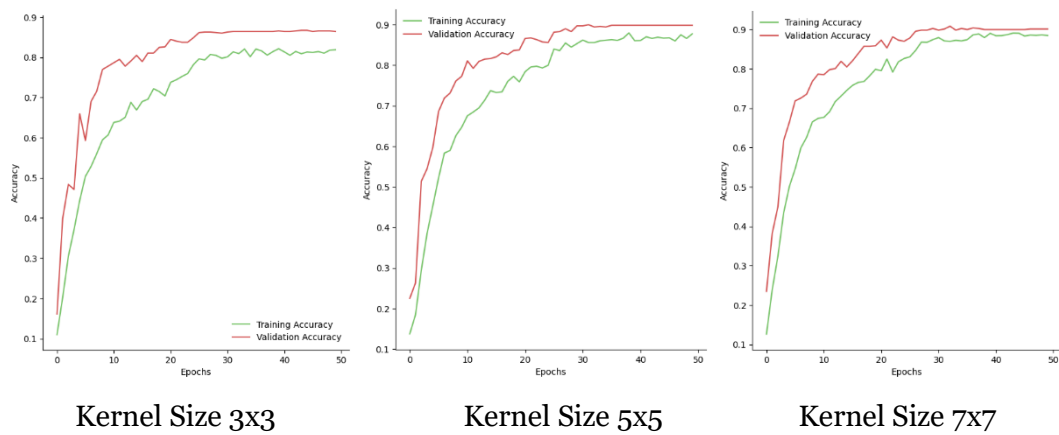 0.9
0.8
0.7
0.6
0.5
0.4
0.3
0.2
0.1
Accuracy
Training Accuracy
Validation Accuracy
0 10 20 30 40 50
Epochs
Kernel Size 3x3
Training Accuracy
Validation Accuracy
0.9
0.8
0.7
0.6
0.5
0.4
0.3
0.2
0.1
Accuracy
0 10 20 30 40 50
Epochs
Kernel Size 5x5
Training Accuracy
Validation Accuracy
0.9
0.8
0.7
0.6
0.5
0.4
0.3
0.2
0.1
Accuracy
0 10 20 30 40 50
Epochs
Kernel Size 7x7